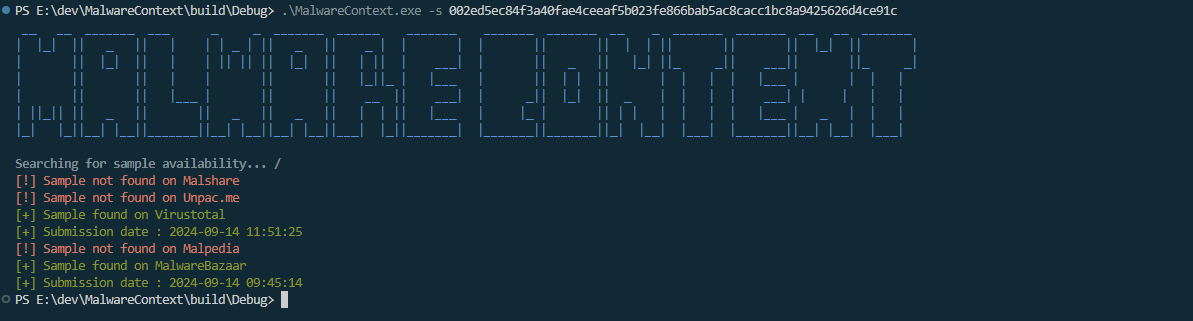 PS E:\dev\MalwareContext\build\Debug> .\MalwareContext.exe -s 002ed5ec84f3a40fae4ceeaf5b023fe866bab5ac8cacc1bc8a9425626d4ce91c
MALWARE CONTEXT
Searching for sample availability... /
[!] Sample not found on Malshare
[!] Sample not found on Unpac.me
[+] Sample found on Virustotal
[+] Submission date : 2024-09-14 11:51:25
[!] Sample not found on Malpedia
[+] Sample found on MalwareBazaar
[+] Submission date : 2024-09-14 09:45:14
PS E:\dev\MalwareContext\build\Debug>